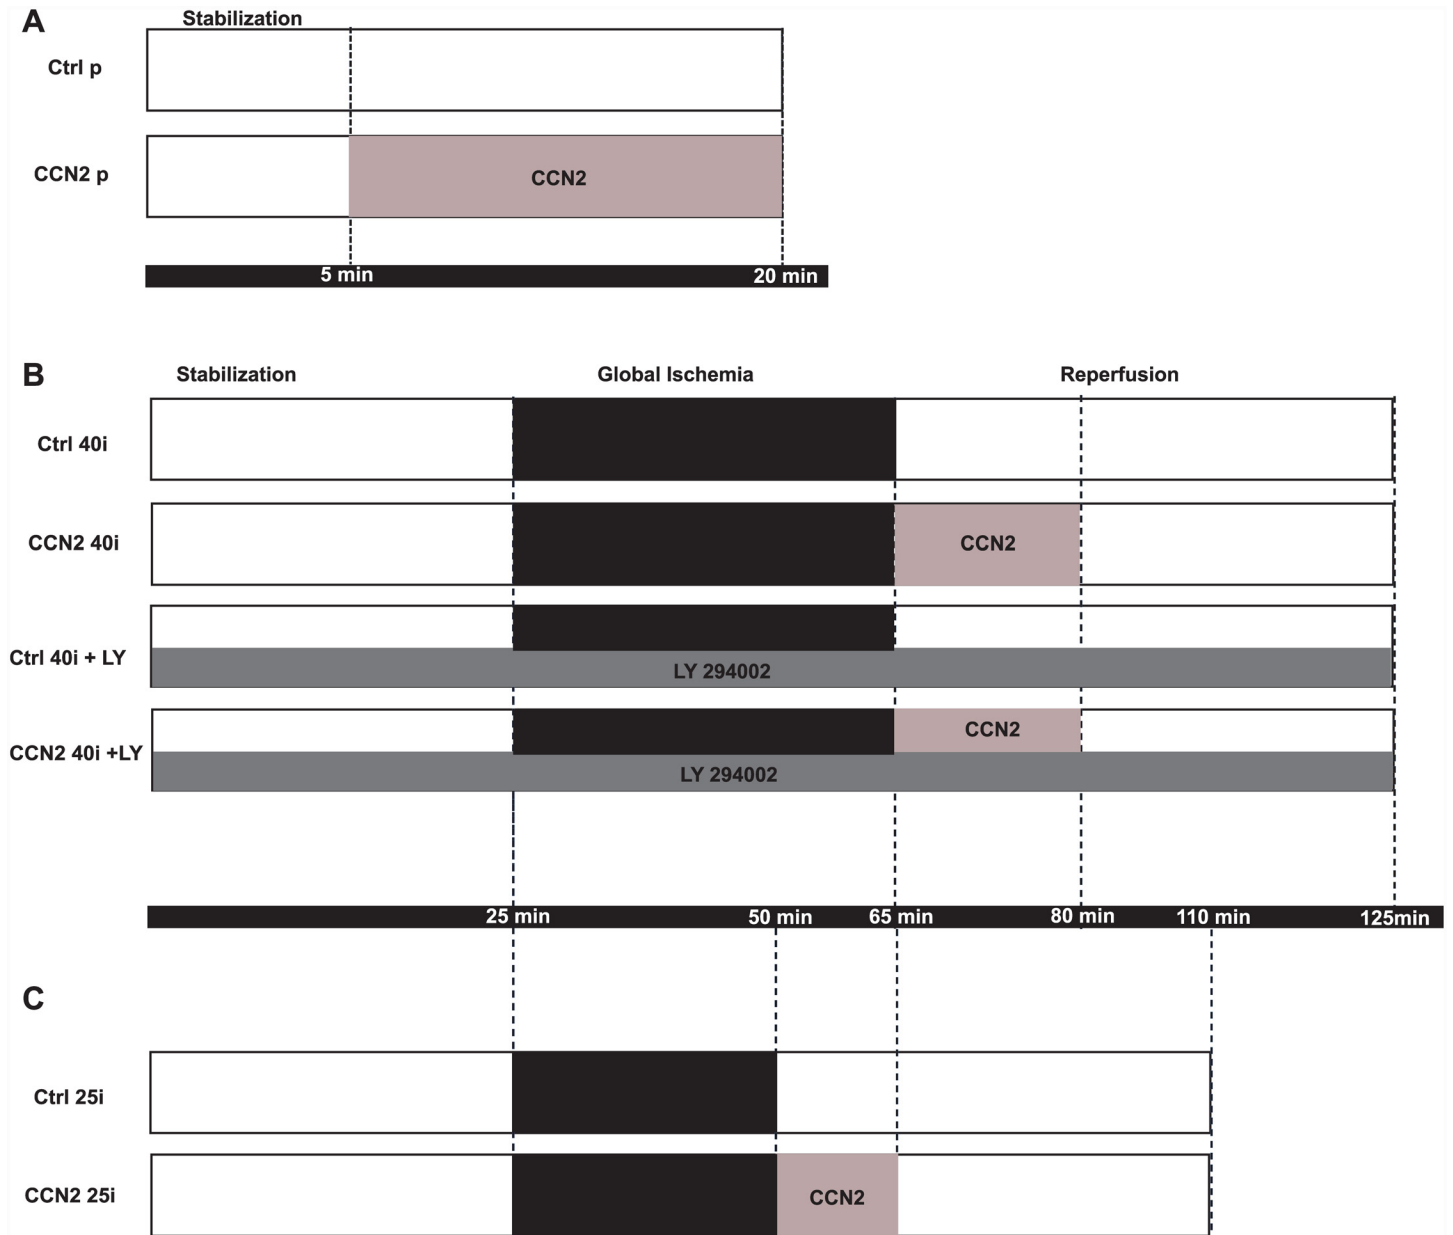 A
Stabilization
Ctrl p
CCN2 p
CCN2
5 min
20 min
B
Stabilization
Global Ischemia
Reperfusion
Ctrl 40i
CCN2 40i
CCN2
Ctrl 40i + LY
LY 294002
CCN2
CCN2 40i +LY
LY 294002
25 min
50 min
65 min
80 min
110 min
125min
C
Ctrl 25i
CCN2 25i
CCN2